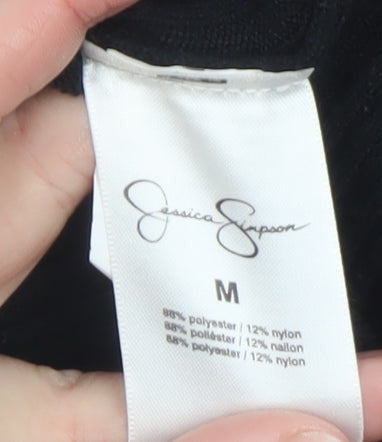 Jessica Simpson
M
88% polyester / 12% nylon
88% poliéster / 12% nailon
88% polyester / 12% nylon